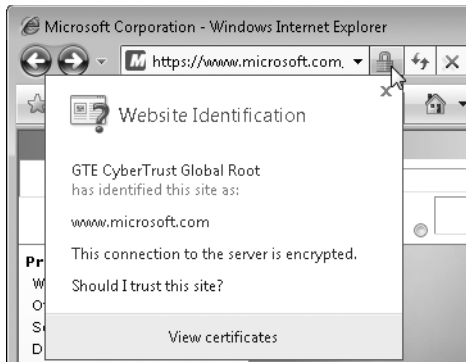 Microsoft Corporation - Windows Internet Explorer
https://www.microsoft.com.
Website Identification
GTE CyberTrust Global Root
has identified this site as:
www.microsoft.com
This connection to the server is encrypted.
Pr
Should I trust this site?
W
O
S
View certificates
D